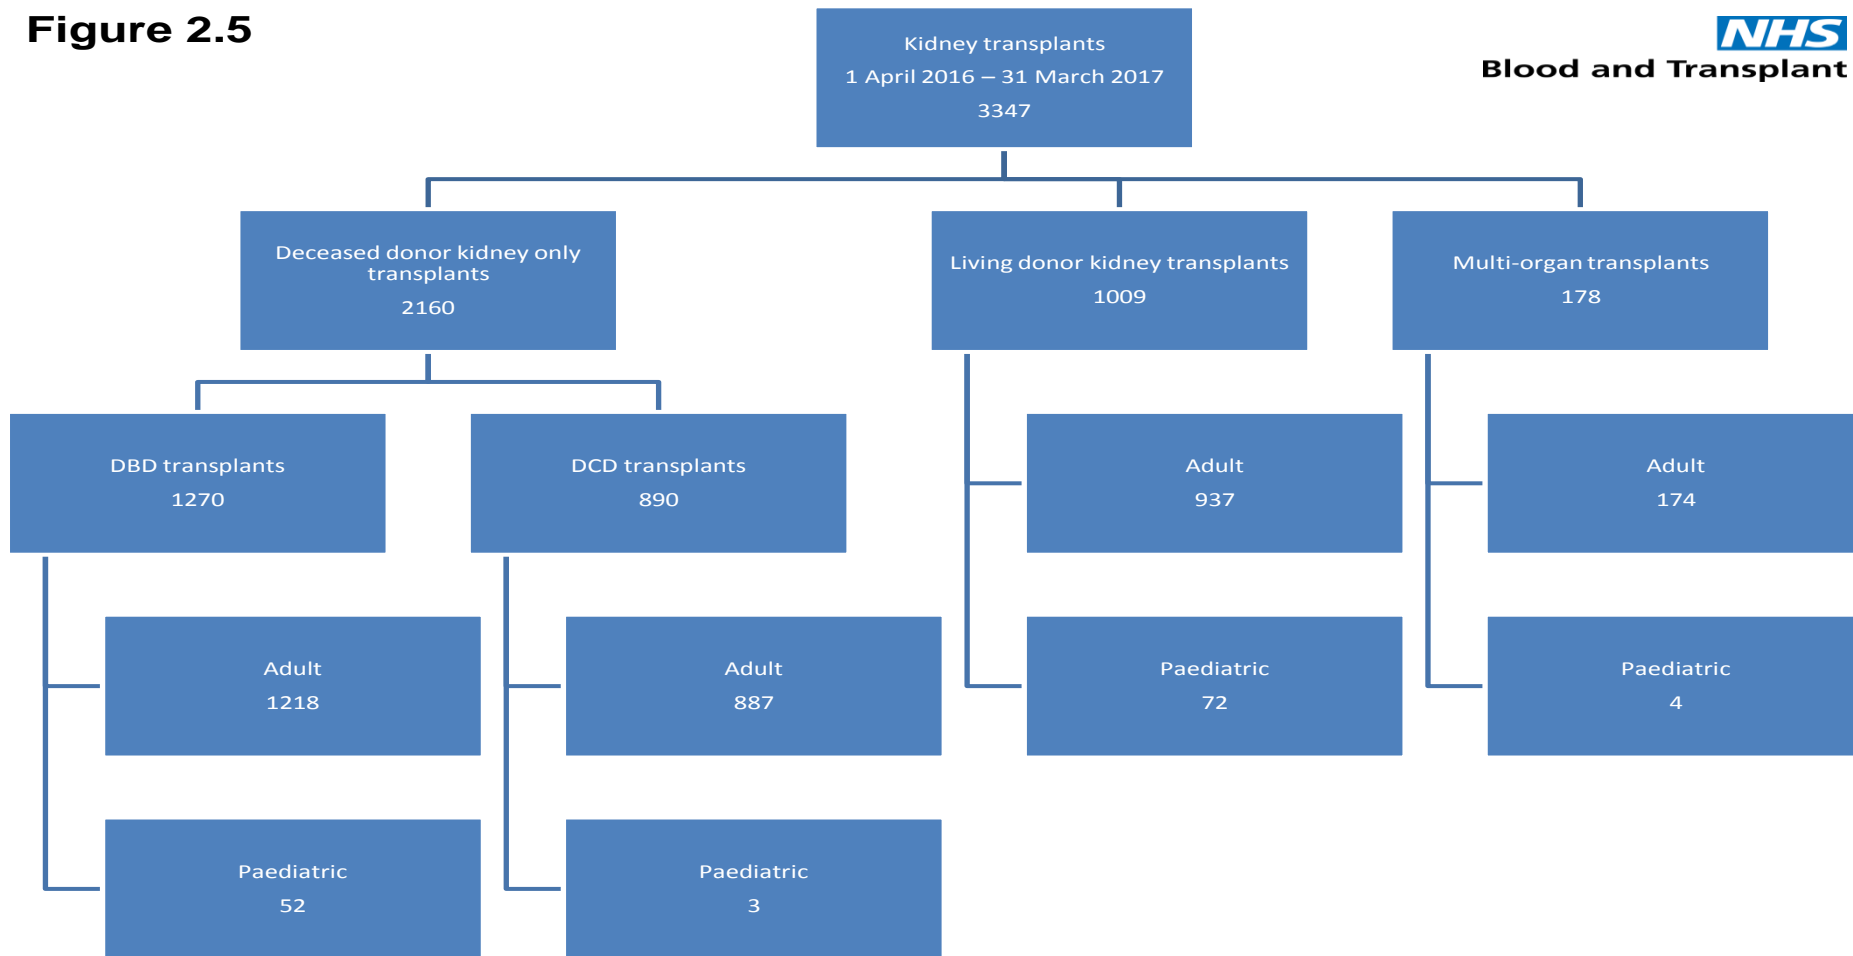 Figure 2.5
NHS
Blood and Transplant
Kidney transplants
1 April 2016 – 31 March 2017
3347
Deceased donor kidney only
transplants
2160
Living donor kidney transplants
1009
Multi-organ transplants
178
DBD transplants
1270
DCD transplants
890
Adult
937
Adult
174
Adult
1218
Adult
887
Paediatric
72
Paediatric
4
Paediatric
52
Paediatric
3